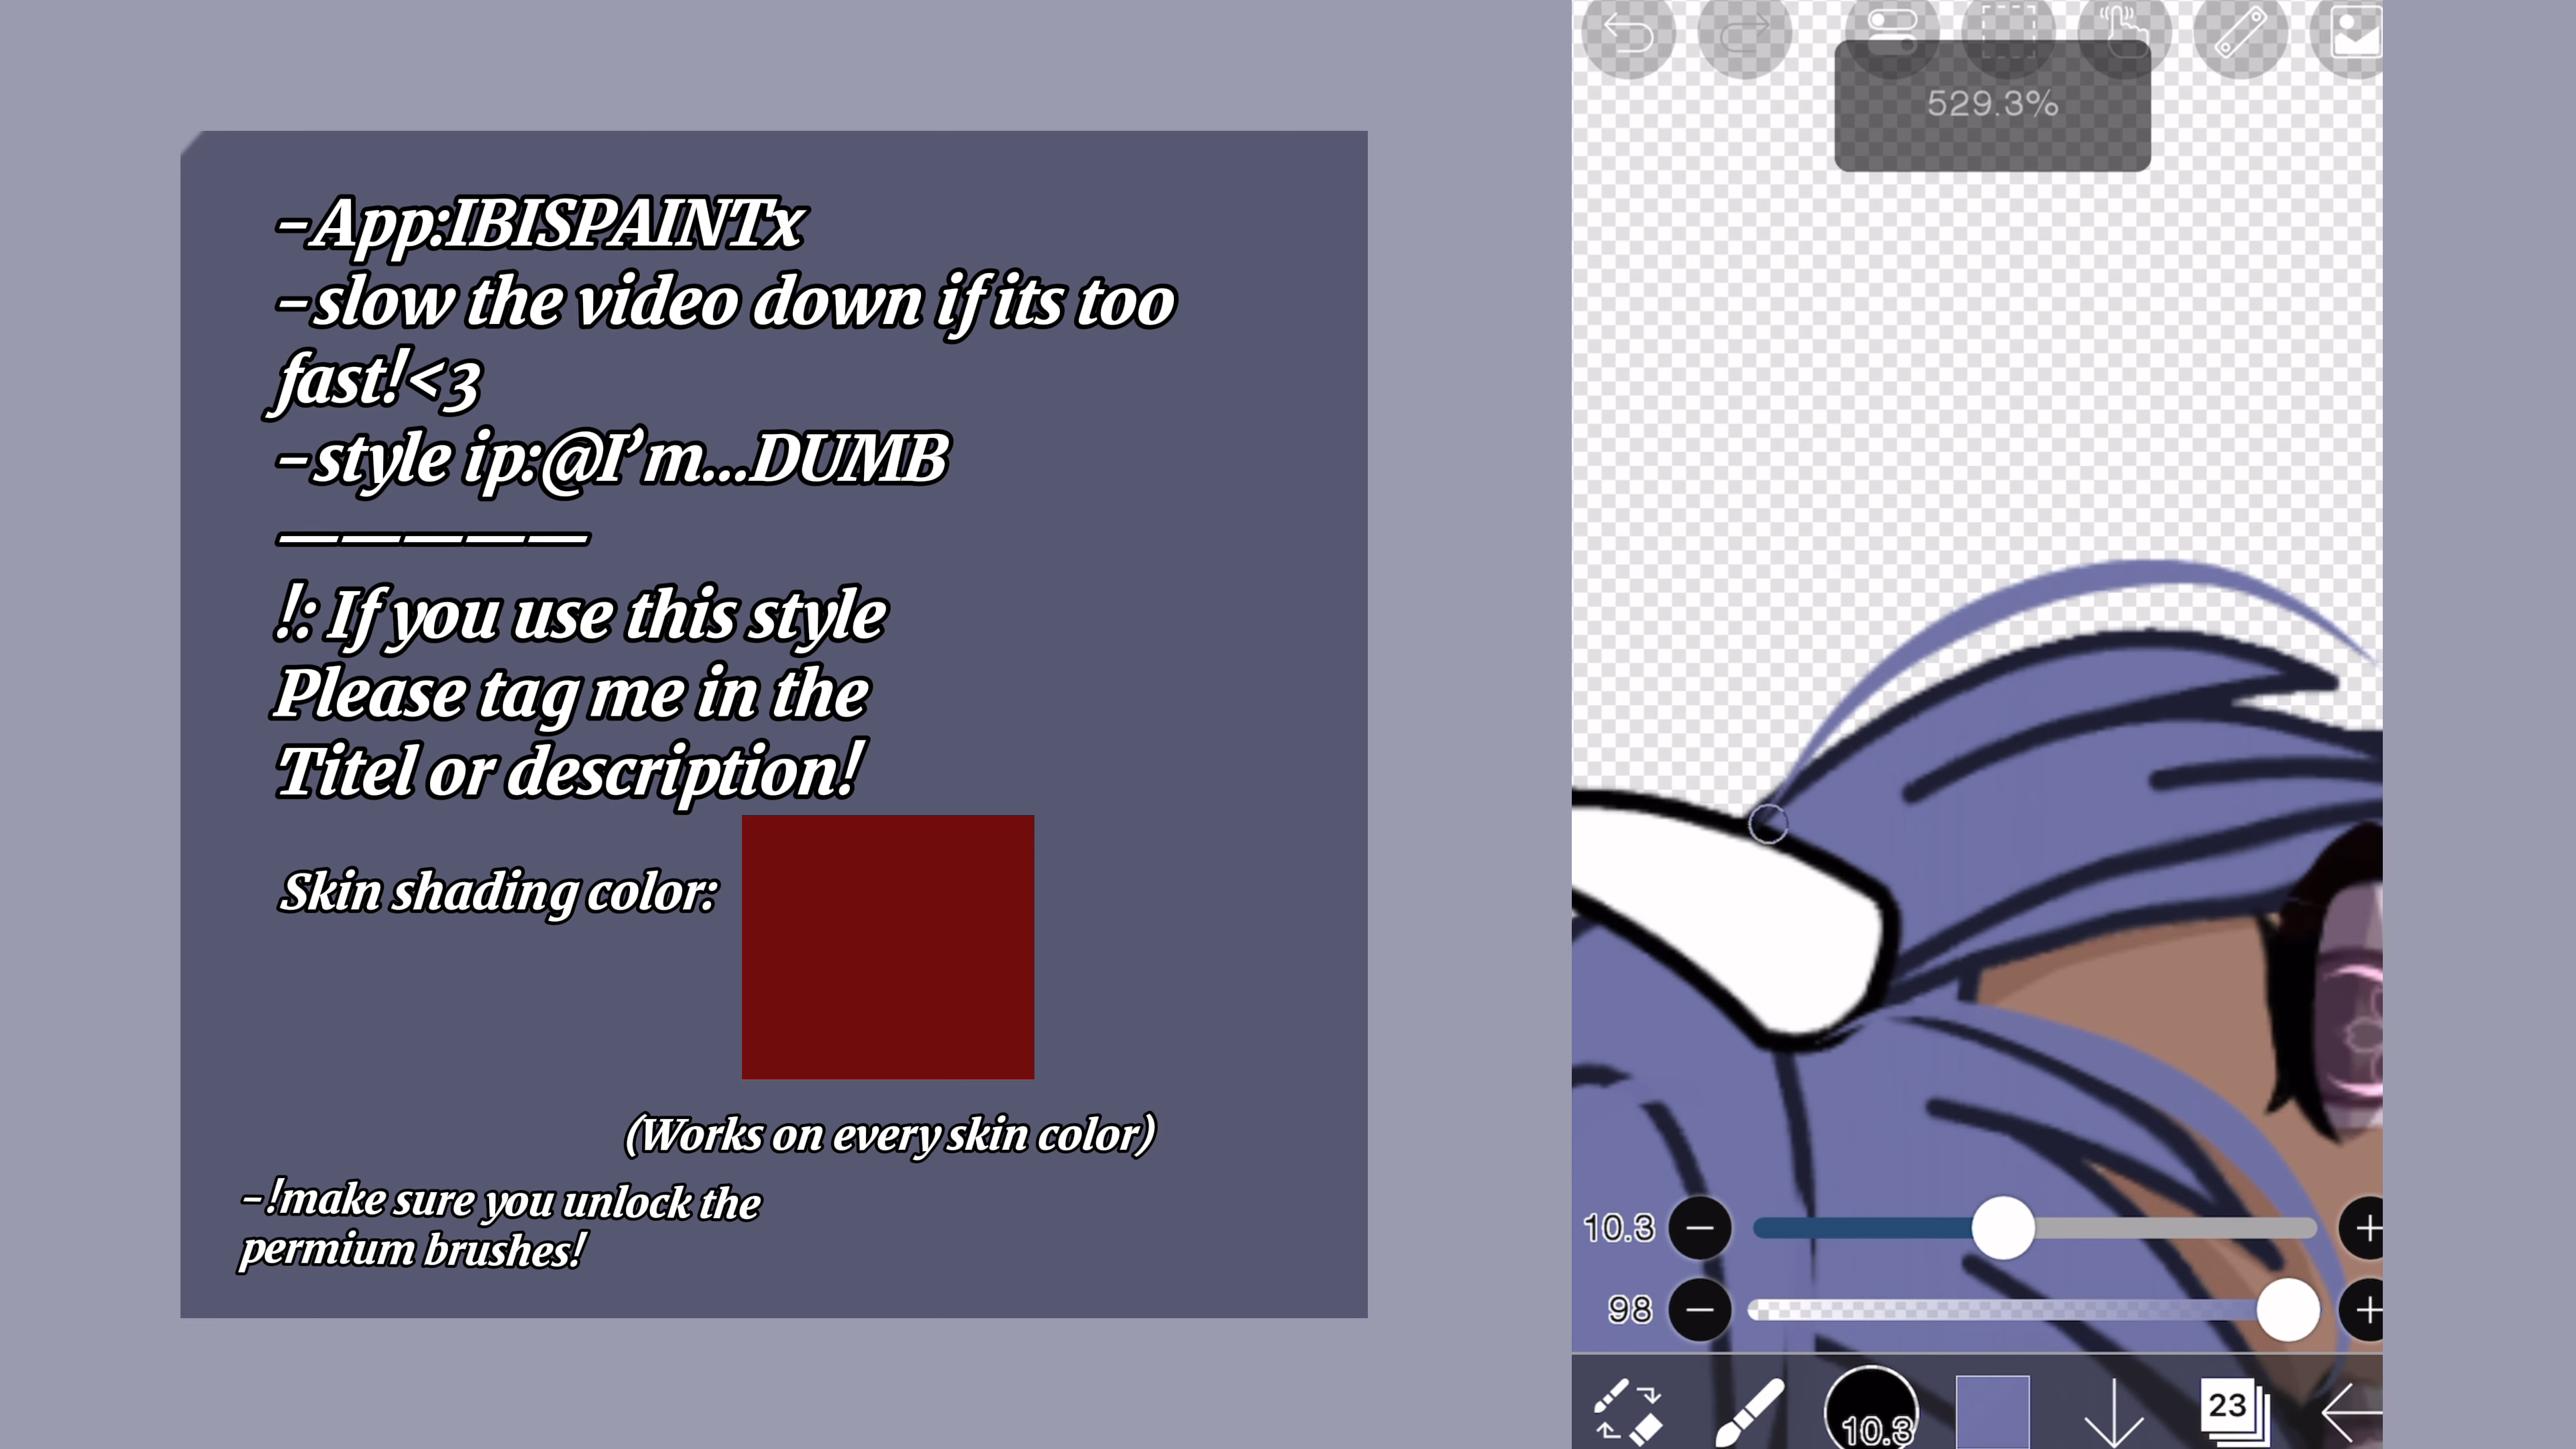 -App:IBISPAINTx
-slow the video down if its too
fast!<3
-style ip:@I'm...DUMB
—————
!: If you use this style
Please tag me in the
Titel or description!
Skin shading color:
(Works on every skin color)
-!make sure you unlock the
permium brushes!
529.3%
10.3
98
10.3
23